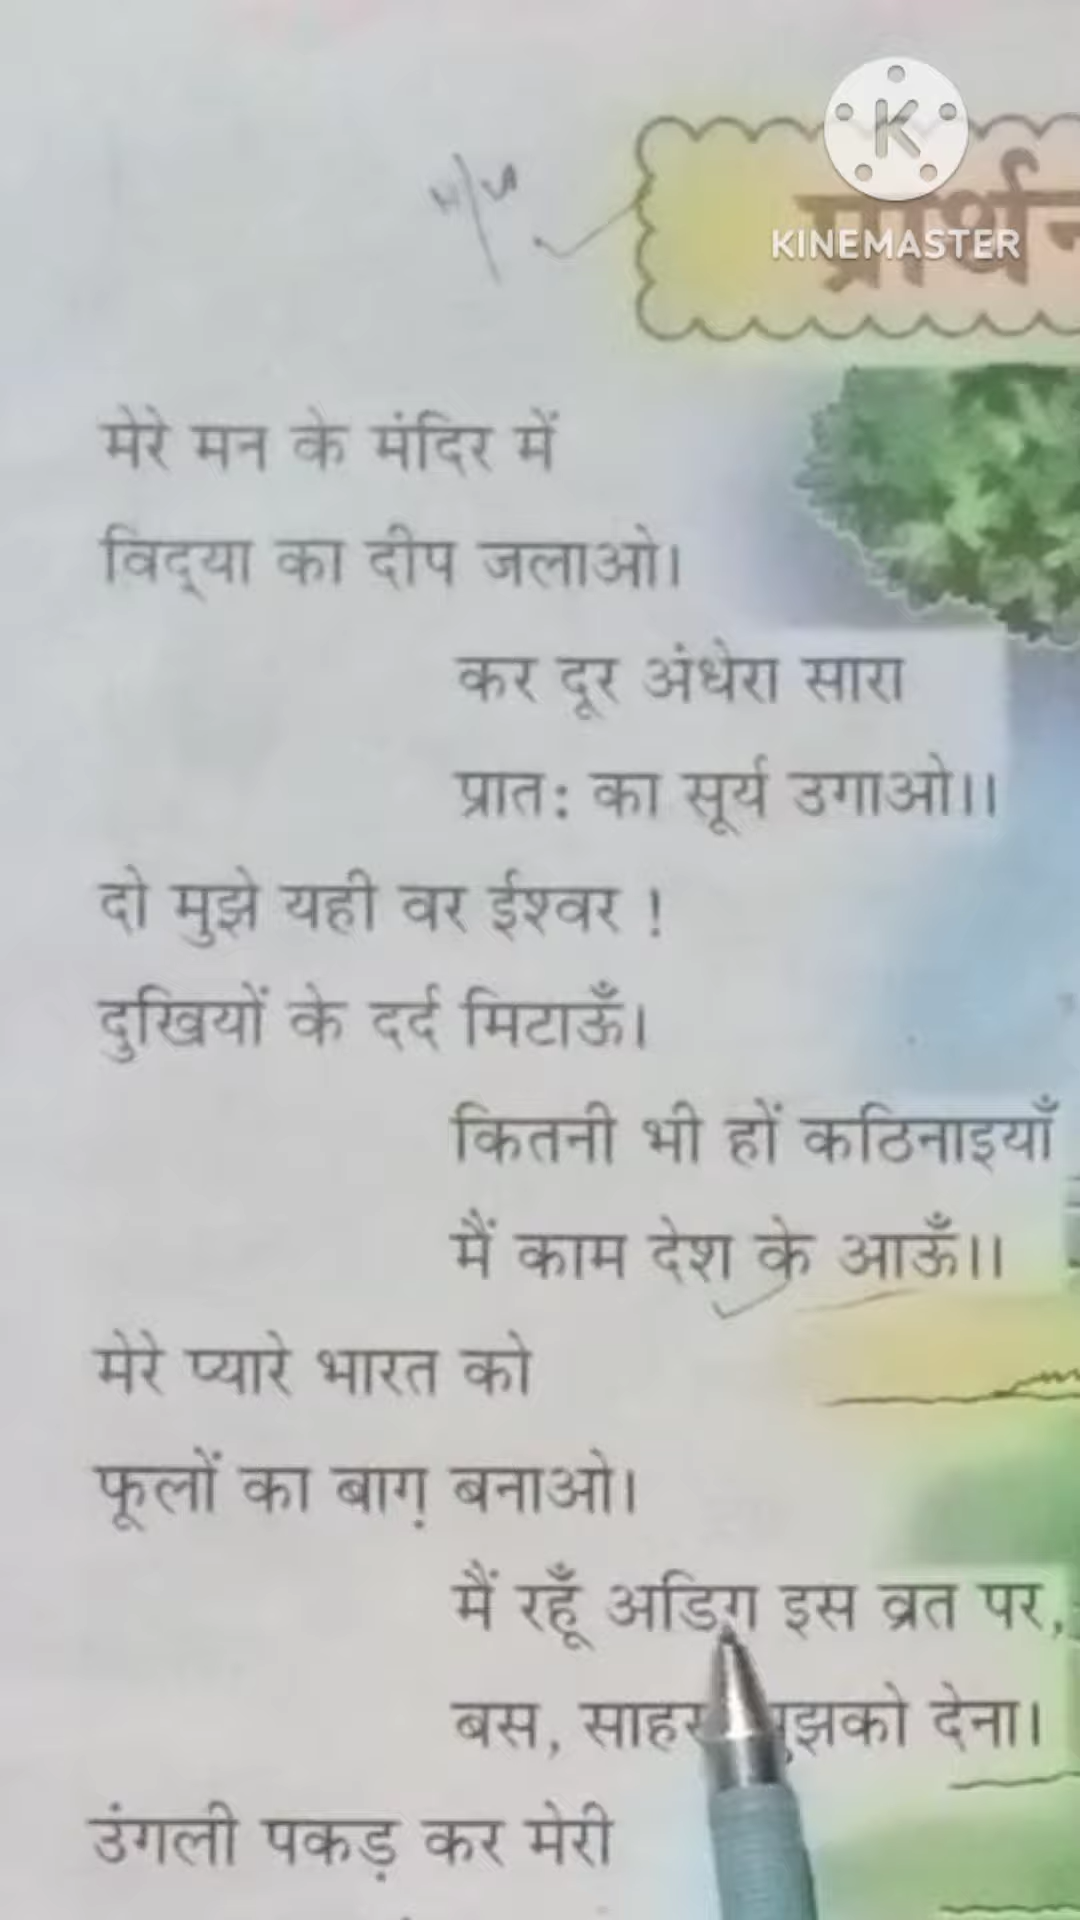 KINEMASTER
मेरे मन के मंदिर में
विद्‌या का दीप जलाओ।
कर दूर अंधेरा सारा
प्रात: का सूर्य उगाओ।।
दो मुझे यही वर ईश्वर !
दुखियों के दर्द मिटाऊँ।
कितनी भी हों कठिनाइयाँ
मैं काम देश के आऊँ।।
मेरे प्यारे भारत को
फूलों का बाग़ बनाओ।
मैं रहूँ अडिग इस व्रत पर,
बस, देना।
उंगली पकड़ कर मेरी